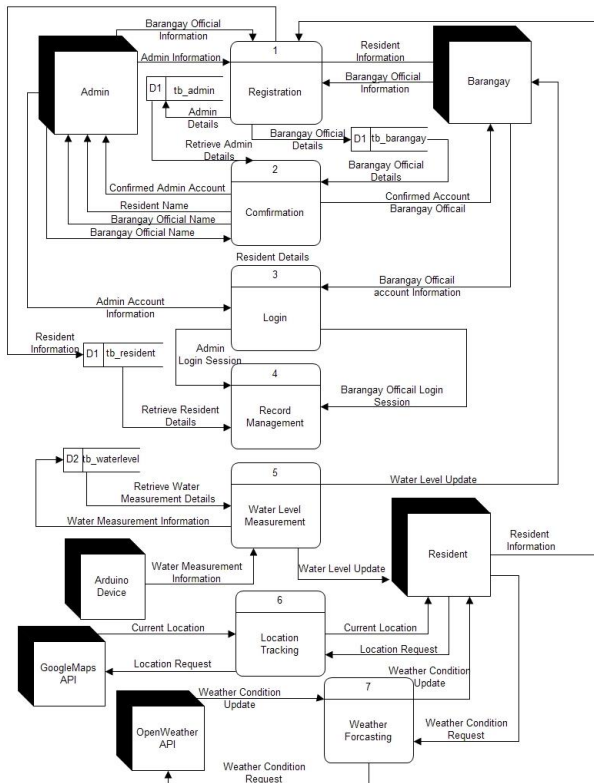 Barangay Official
Information
1
Admin Information
Resident
Information
Admin
D1 tb_admin
Registration
Barangay Official
Information
Barangay
Admin
Details
Retrieve Admin
Details
Barangay Official
Details
D1 tb_barangay
2
Barangay Official
Details
Confirmed Admin Account
Comfirmation
Confirmed Account
Barangay Officail
Resident Name
Barangay Official Name
Barangay Official Name
Resident Details
3
Barangay Officail
account Information
Admin Account
Information
Login
Resident
Information
D1 tb_resident
Admin
Login Session
4
Barangay Officail Login
Session
Retrieve Resident
Details
Record
Management
D2 tb_waterlevel
5
Water Level Update
Retrieve Water
Measurement Details
Water Level
Measurement
Water Measurement Information
Resident
Resident
Information
Arduino
Device
Water Measurement
Information
Water Level Update
6
Current Location
Location
Tracking
Current Location
GoogleMaps
API
Location Request
Location Request
Weather Condition
Update
7
Weather Condition
Update
OpenWeather
API
Weather
Forcasting
Weather Condition
Request
Weather Condition
Request